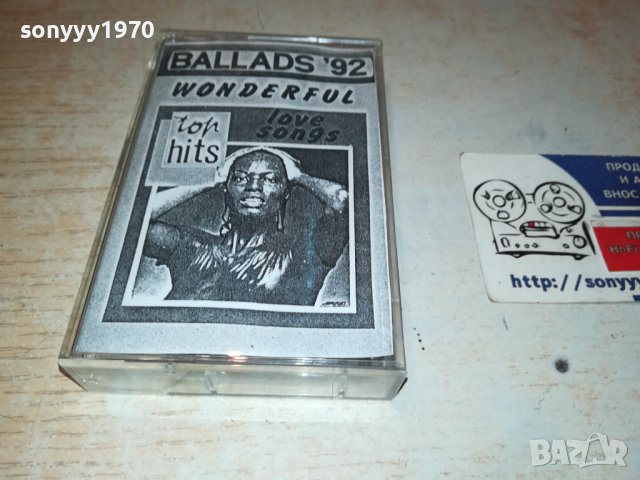 sonyyy1970
BALLADS '92
WONDERFUL
love
songs
top
hits
ПРОД
И А
ВНОС
http://sonyyy
BAZAR